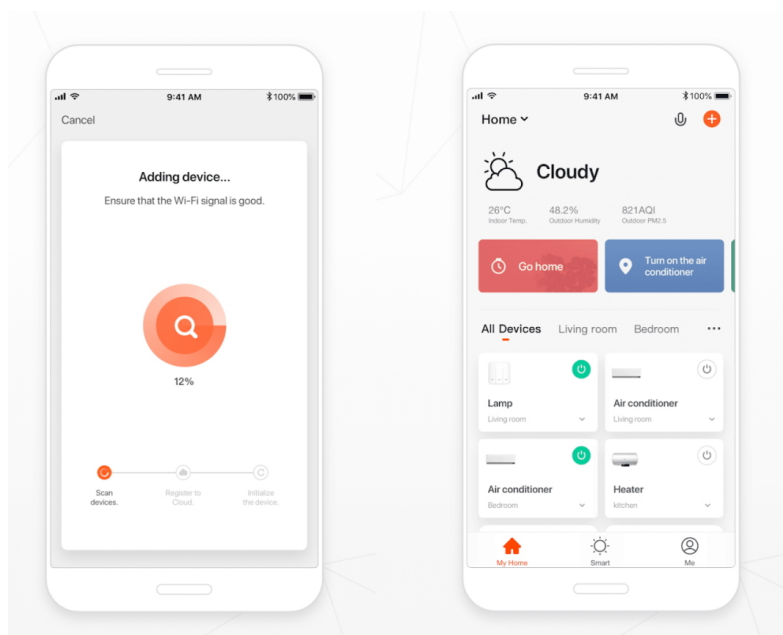 9:41 AM
100%
Cancel
Adding device...
Ensure that the Wi-Fi signal is good.
12%
Scan
devices.
Register to
Cloud.
Initialize
the device.
9:41 AM
100%
Home
Cloudy
26°C
48.2%
821AQI
Indoor Temp.
Outdoor Humidity
Outdoor PM2.5
Go home
Turn on the air
conditioner
All Devices
Living room
Bedroom
Lamp
Living room
Air conditioner
Living room
Air conditioner
Bedroom
Heater
kitchen
My Home
Smart
Me